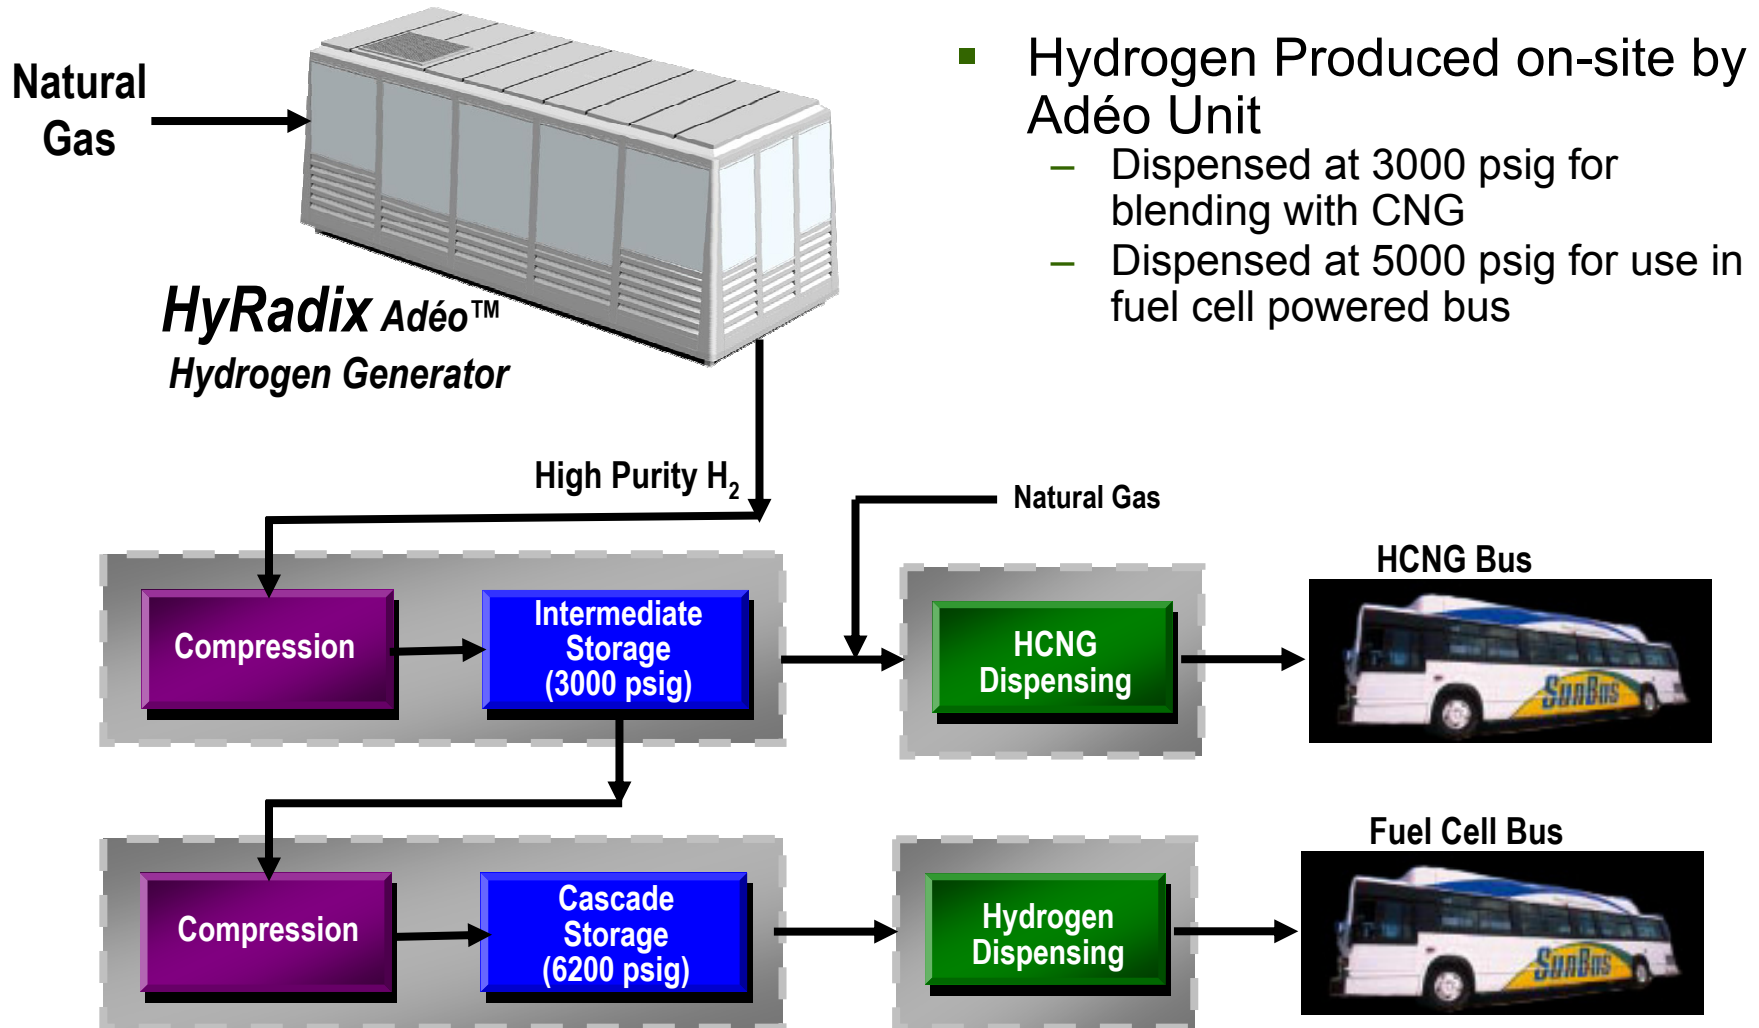 Natural
Gas
HyRadix Adéo™
Hydrogen Generator
▪ Hydrogen Produced on-site by
Adéo Unit
– Dispensed at 3000 psig for
blending with CNG
– Dispensed at 5000 psig for use in
fuel cell powered bus
High Purity H₂
Natural Gas
Compression
Intermediate
Storage
(3000 psig)
HCNG
Dispensing
HCNG Bus
SunBus
Compression
Cascade
Storage
(6200 psig)
Hydrogen
Dispensing
Fuel Cell Bus
SunBus